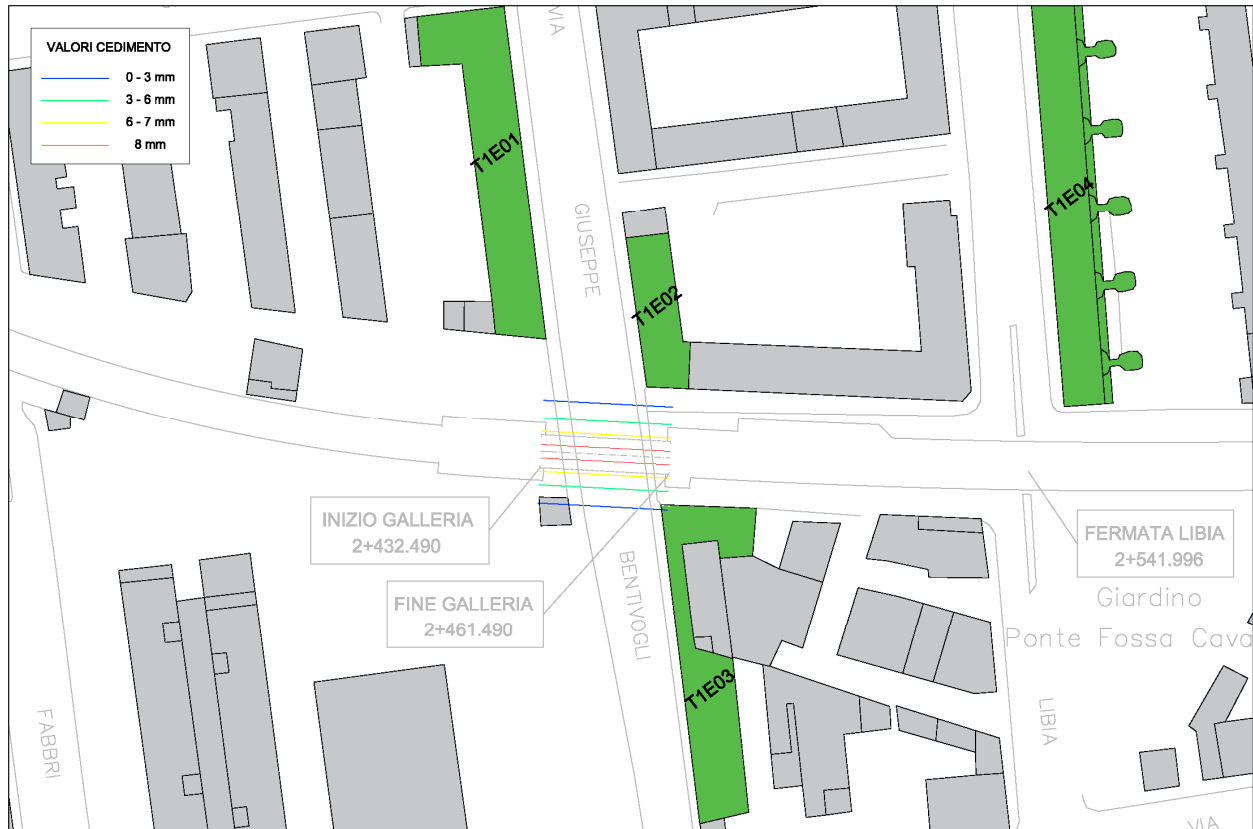 VALORI CEDIMENTO
0 - 3 mm
3 - 6 mm
6 - 7 mm
8 mm
VIA
T1E01
T1E04
GIUSEPPE
T1E02
INIZIO GALLERIA
2+432.490
FERMATA LIBIA
2+541.996
FINE GALLERIA
2+461.490
BENTIVOGLI
Giardino
Ponte Fossa Cava
T1E03
LIBIA
FABBRI
VIA